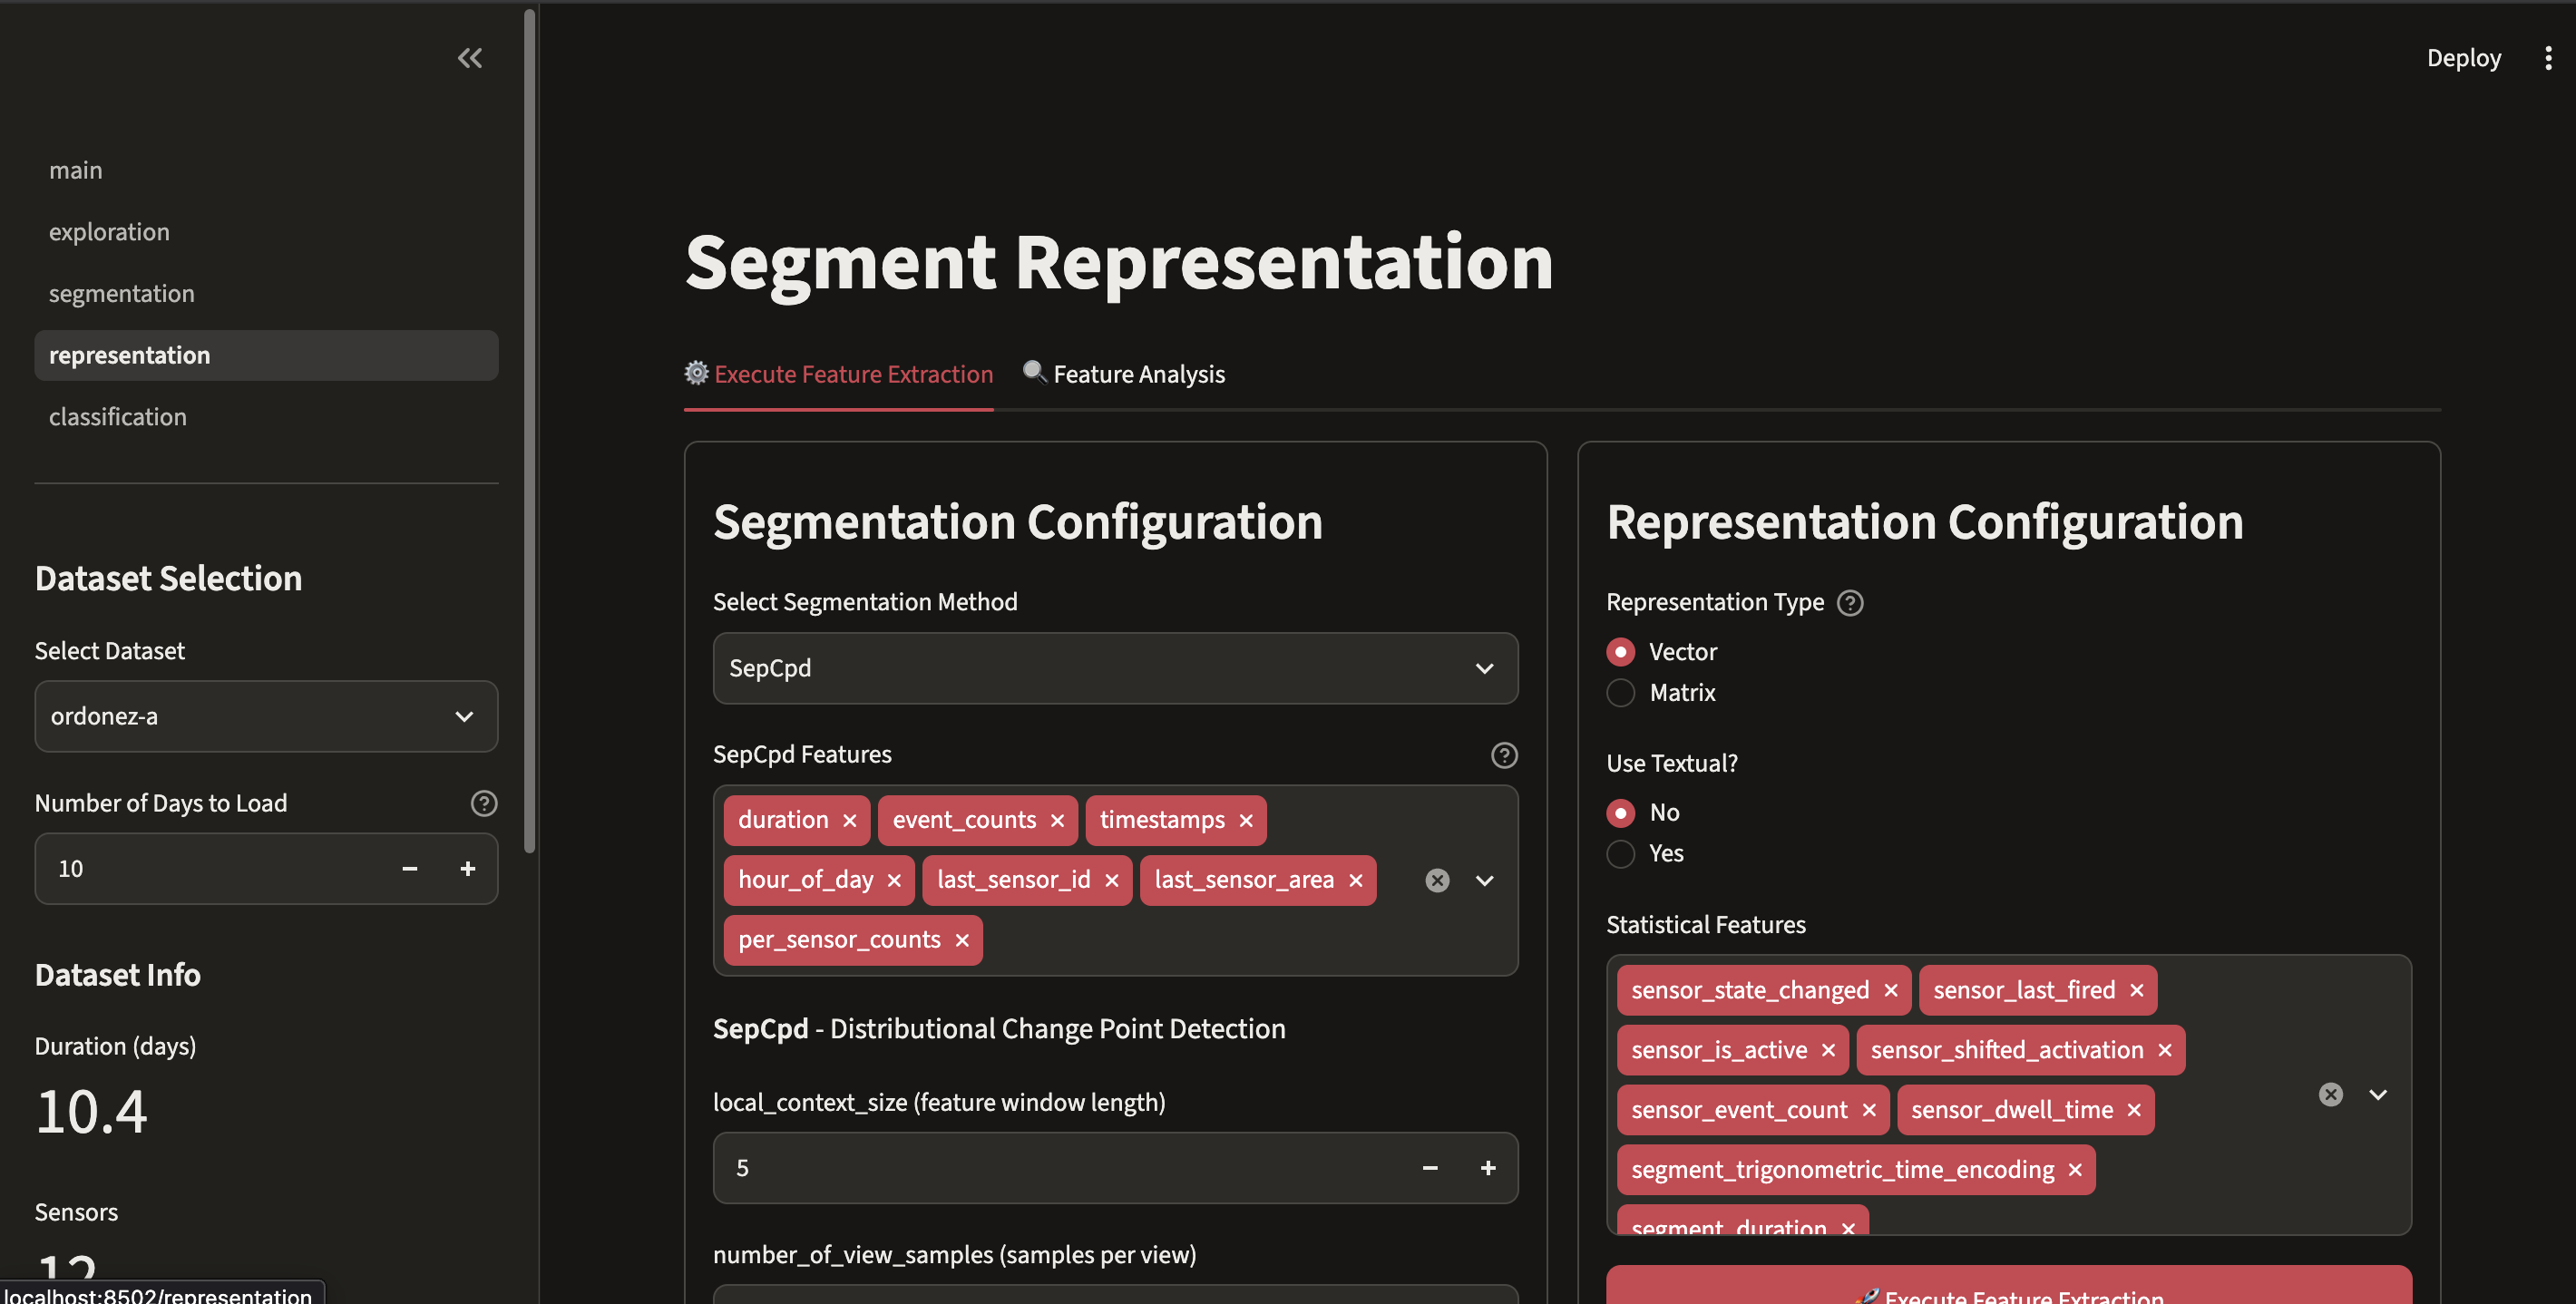 Deploy
main
exploration
segmentation
representation
classification
Dataset Selection
Select Dataset
ordonez-a
Number of Days to Load
10
Dataset Info
Duration (days)
10.4
Sensors
12
localhost:8502/representation
Segment Representation
Execute Feature Extraction
Feature Analysis
Segmentation Configuration
Select Segmentation Method
SepCpd
SepCpd Features
duration
event_counts
timestamps
hour_of_day
last_sensor_id
last_sensor_area
per_sensor_counts
SepCpd - Distributional Change Point Detection
local_context_size (feature window length)
5
number_of_view_samples (samples per view)
Representation Configuration
Representation Type
Vector
Matrix
Use Textual?
No
Yes
Statistical Features
sensor_state_changed
sensor_last_fired
sensor_is_active
sensor_shifted_activation
sensor_event_count
sensor_dwell_time
segment_trigonometric_time_encoding
segment_duration
Execute Feature Extraction